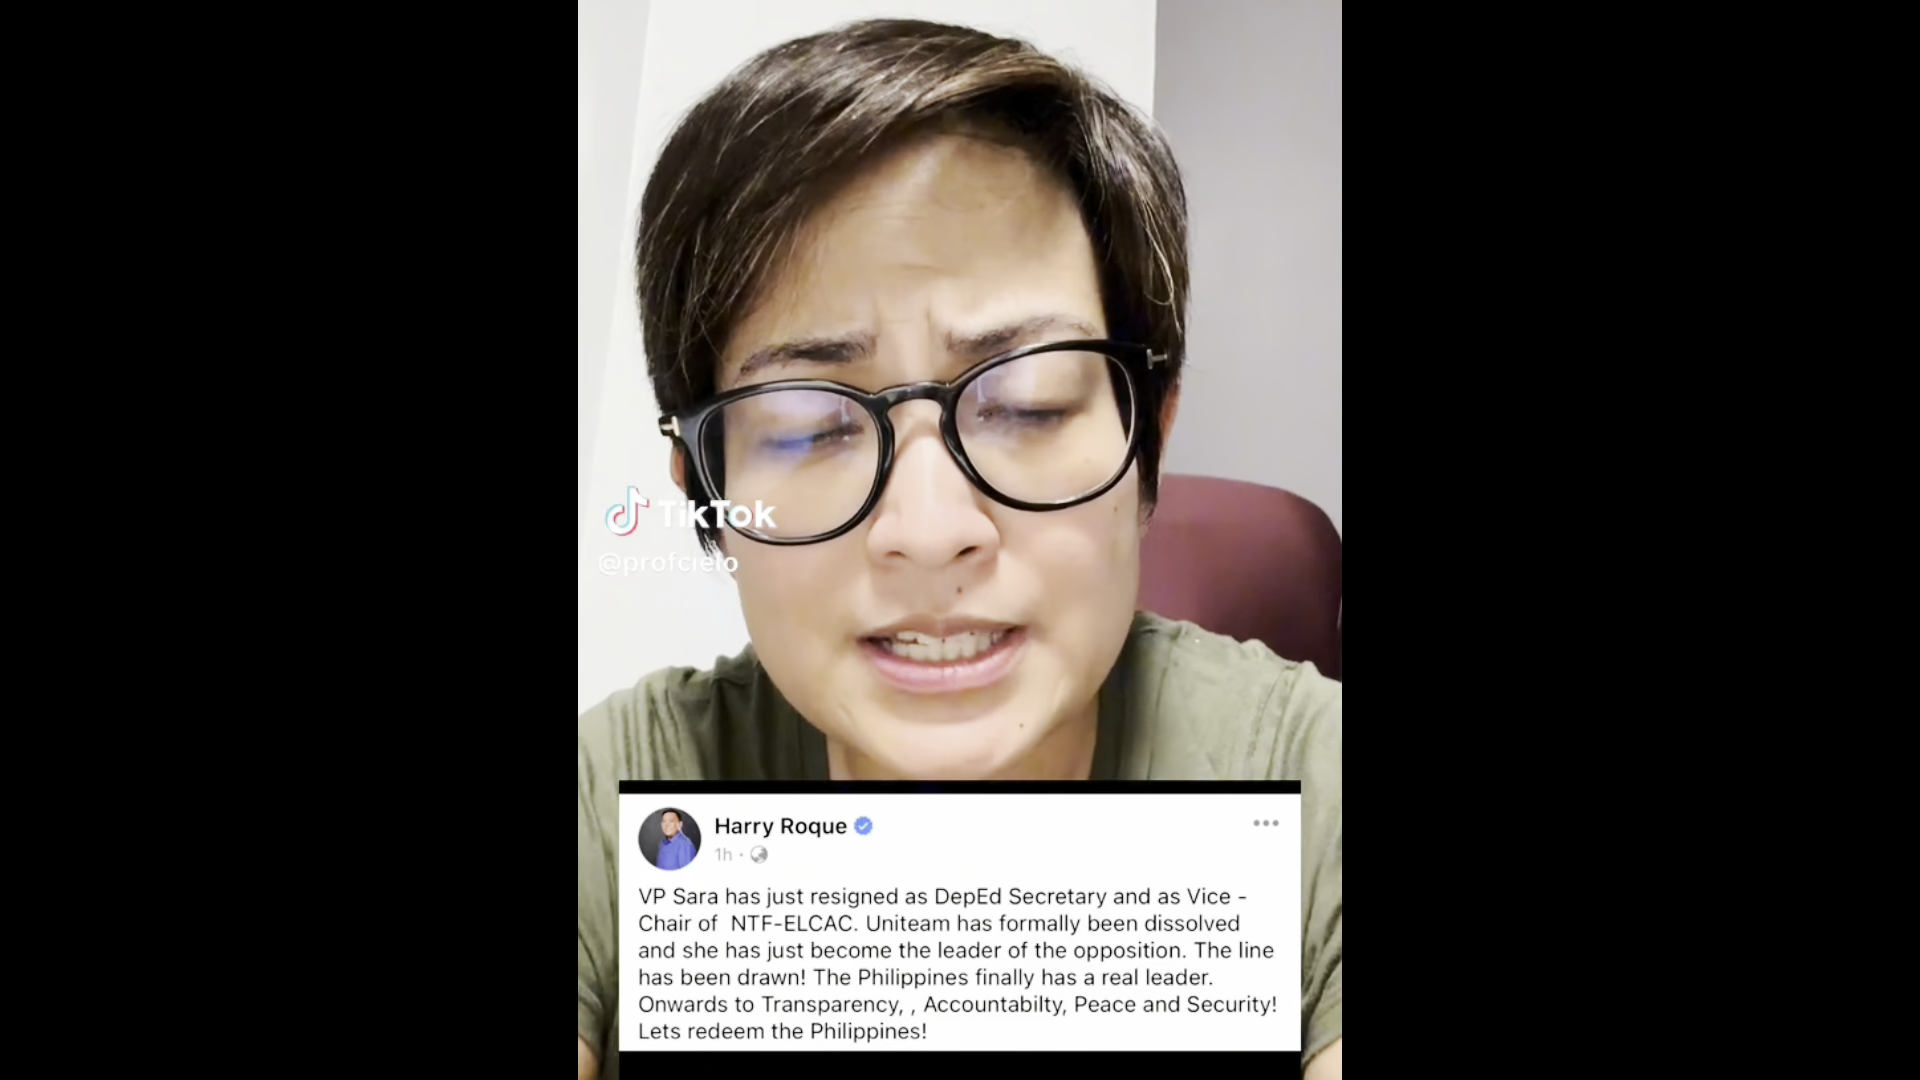 TikTok
@profcielo
Harry Roque
1h ·
VP Sara has just resigned as DepEd Secretary and as Vice -
Chair of NTF-ELCAC. Uniteam has formally been dissolved
and she has just become the leader of the opposition. The line
has been drawn! The Philippines finally has a real leader.
Onwards to Transparency, , Accountabilty, Peace and Security!
Lets redeem the Philippines!